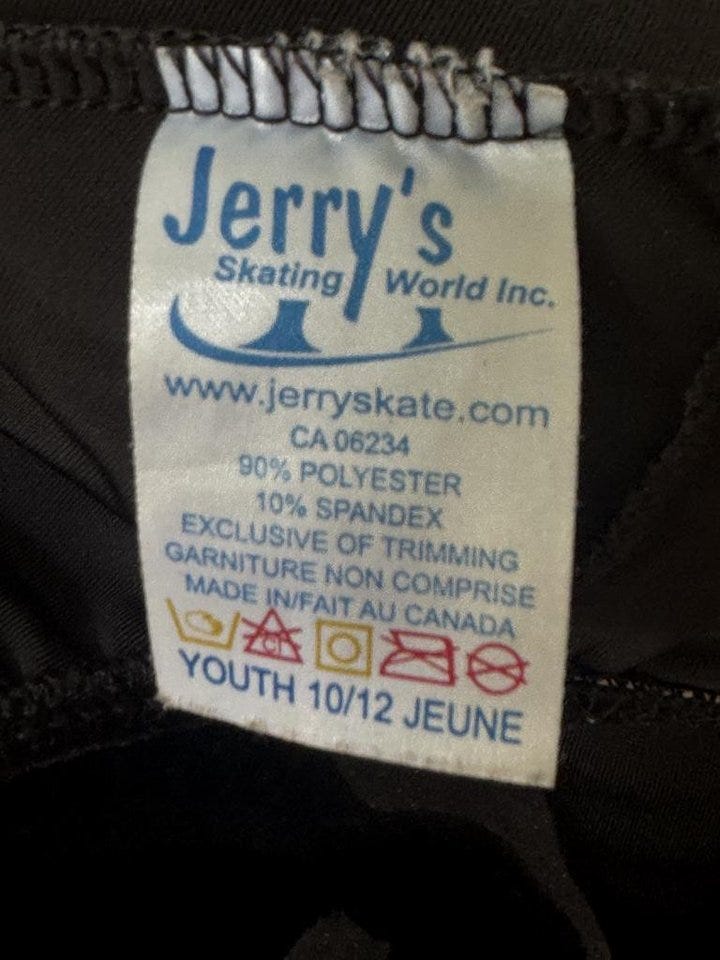 Jerry's
Skating World Inc.
www.jerryskate.com
CA 06234
90% POLYESTER
10% SPANDEX
EXCLUSIVE OF TRIMMING
GARNITURE NON COMPRISE
MADE IN/FAIT AU CANADA
Cl
YOUTH 10/12 JEUNE